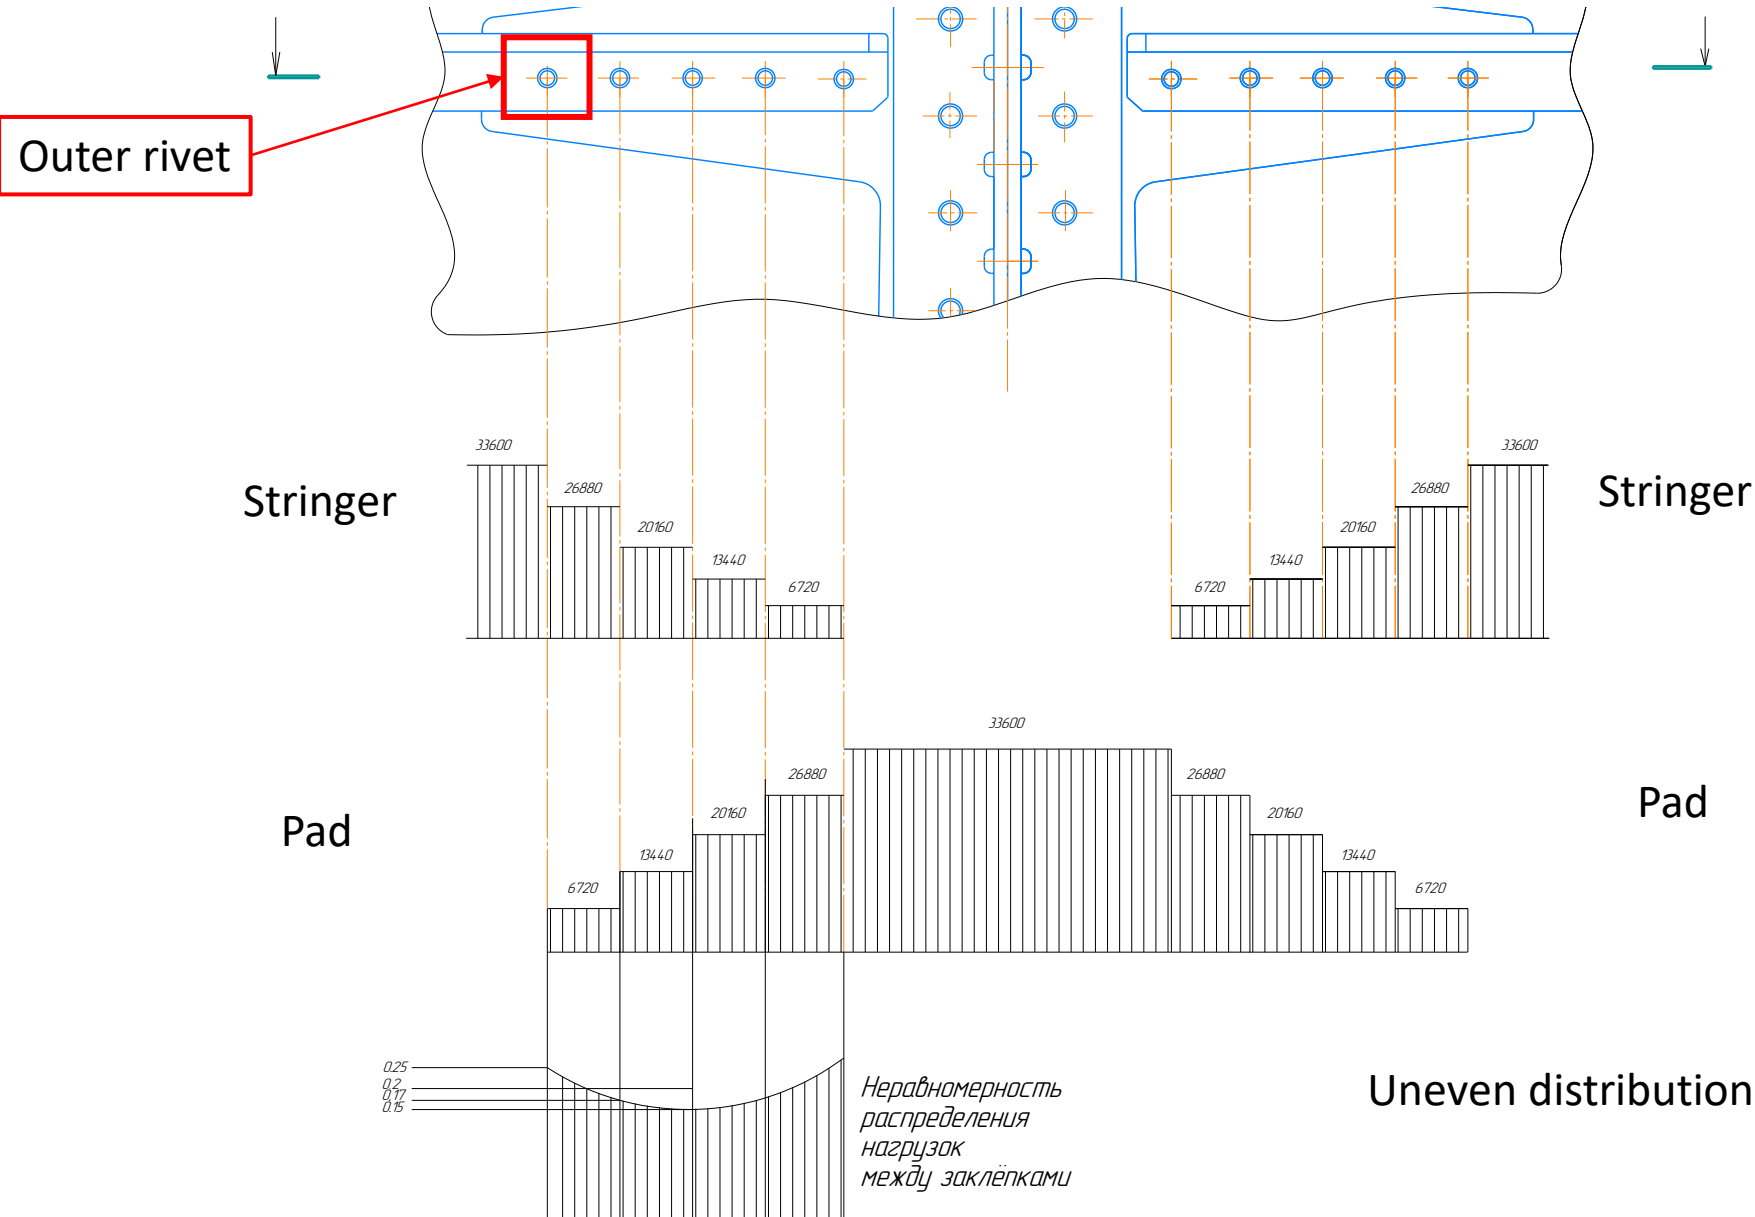 Outer rivet
33600
33600
26880
26880
Stringer
Stringer
20160
20160
13440
13440
6720
6720
33600
26880
26880
Pad
Pad
20160
20160
13440
13440
6720
6720
0.25
0.2
0.17
0.15
Неравномерность
распределения
нагрузок
между заклёпками
Uneven distribution